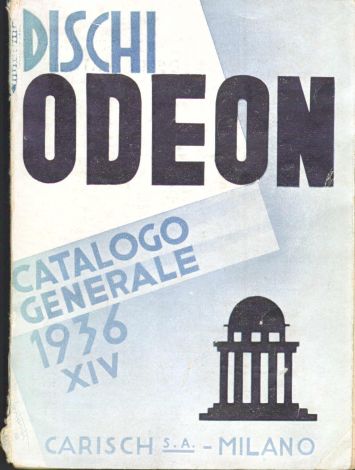 DISCHI
ODEON
CATALOGO
GENERALE
1936
XIV
CARISCH S.A. - MILANO